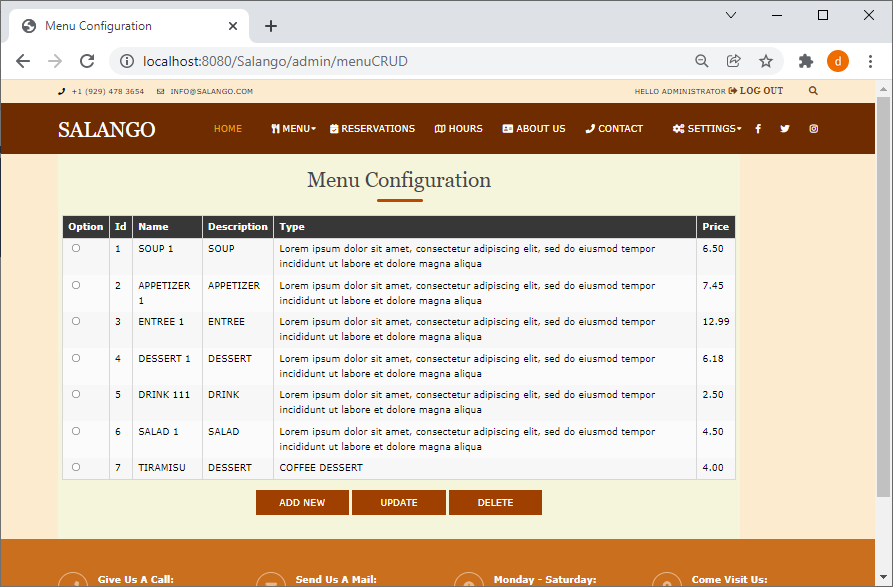 Menu Configuration
localhost:8080/Salango/admin/menuCRUD
d
+1 (929) 478 3654 INFO@SALANGO.COM HELLO ADMINISTRATOR LOG OUT
SALANGO HOME MENU RESERVATIONS HOURS ABOUT US CONTACT SETTINGS
Menu Configuration
Option Id Name Description Type Price
1 SOUP 1 SOUP Lorem ipsum dolor sit amet, consectetur adipiscing elit, sed do eiusmod tempor 6.50
incididunt ut labore et dolore magna aliqua
2 APPETIZER APPETIZER Lorem ipsum dolor sit amet, consectetur adipiscing elit, sed do eiusmod tempor 7.45
1 incididunt ut labore et dolore magna aliqua
3 ENTREE 1 ENTREE Lorem ipsum dolor sit amet, consectetur adipiscing elit, sed do eiusmod tempor 12.99
incididunt ut labore et dolore magna aliqua
4 DESSERT 1 DESSERT Lorem ipsum dolor sit amet, consectetur adipiscing elit, sed do eiusmod tempor 6.18
incididunt ut labore et dolore magna aliqua
5 DRINK 111 DRINK Lorem ipsum dolor sit amet, consectetur adipiscing elit, sed do eiusmod tempor 2.50
incididunt ut labore et dolore magna aliqua
6 SALAD 1 SALAD Lorem ipsum dolor sit amet, consectetur adipiscing elit, sed do eiusmod tempor 4.50
incididunt ut labore et dolore magna aliqua
7 TIRAMISU DESSERT COFFEE DESSERT 4.00
ADD NEW UPDATE DELETE
Give Us A Call: Send Us A Mail: Monday - Saturday: Come Visit Us: